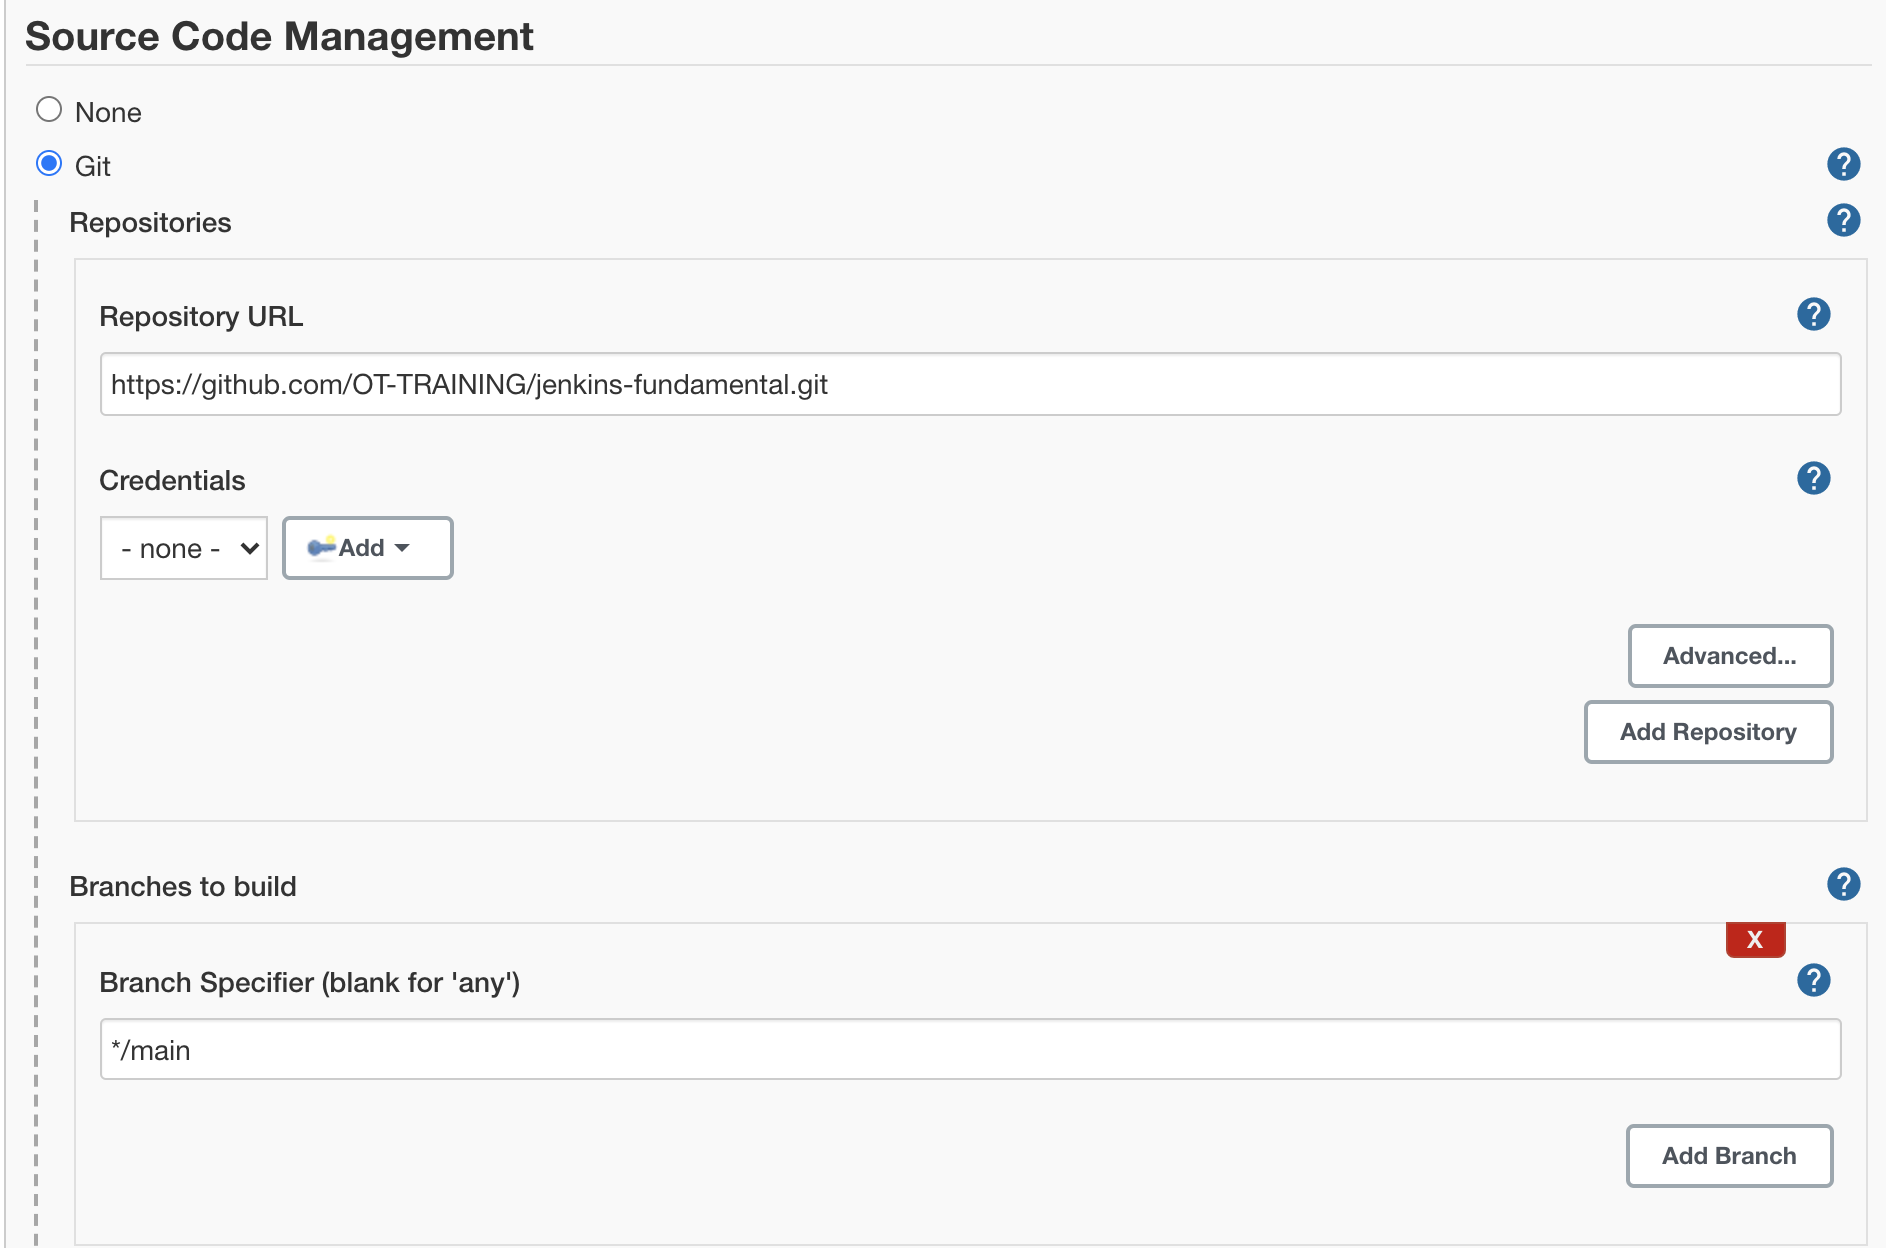 Source Code Management
None
Git
?
Repositories
?
Repository URL
?
https://github.com/OT-TRAINING/jenkins-fundamental.git
Credentials
?
- none -
Add
Advanced...
Add Repository
Branches to build
?
X
Branch Specifier (blank for 'any')
?
*/main
Add Branch